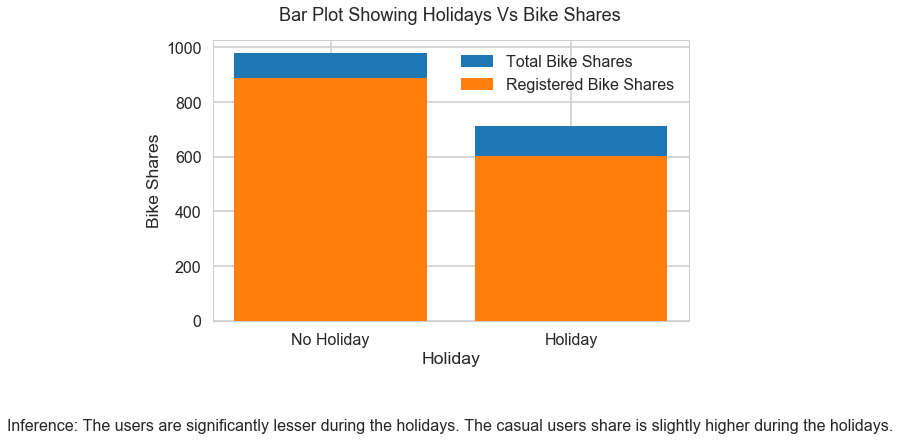 Bar Plot Showing Holidays Vs Bike Shares
1000
800
600
400
200
0
Bike Shares
Total Bike Shares
Registered Bike Shares
No Holiday
Holiday
Holiday
Inference: The users are significantly lesser during the holidays. The casual users share is slightly higher during the holidays.